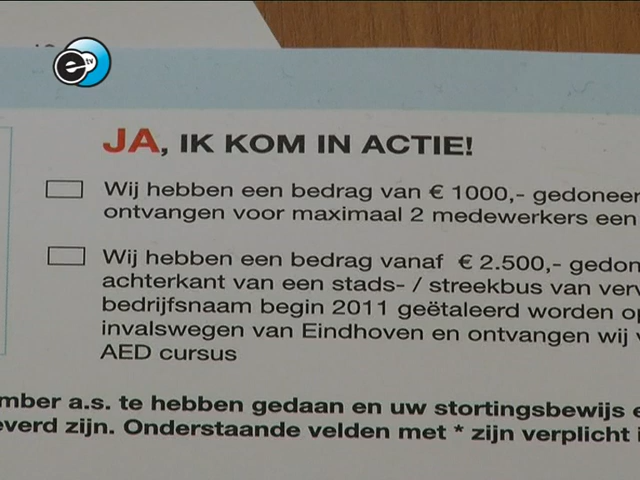 e tv
JA, IK KOM IN ACTIE!
Wij hebben een bedrag van € 1000,- gedoneer
ontvangen voor maximaal 2 medewerkers een
Wij hebben een bedrag vanaf € 2.500,- gedon
achterkant van een stads- / streekbus van verv
bedrijfsnaam begin 2011 geëtaleerd worden op
invalswegen van Eindhoven en ontvangen wij
AED cursus
mber a.s. te hebben gedaan en uw stortingsbewijs e
everd zijn. Onderstaande velden met * zijn verplicht i